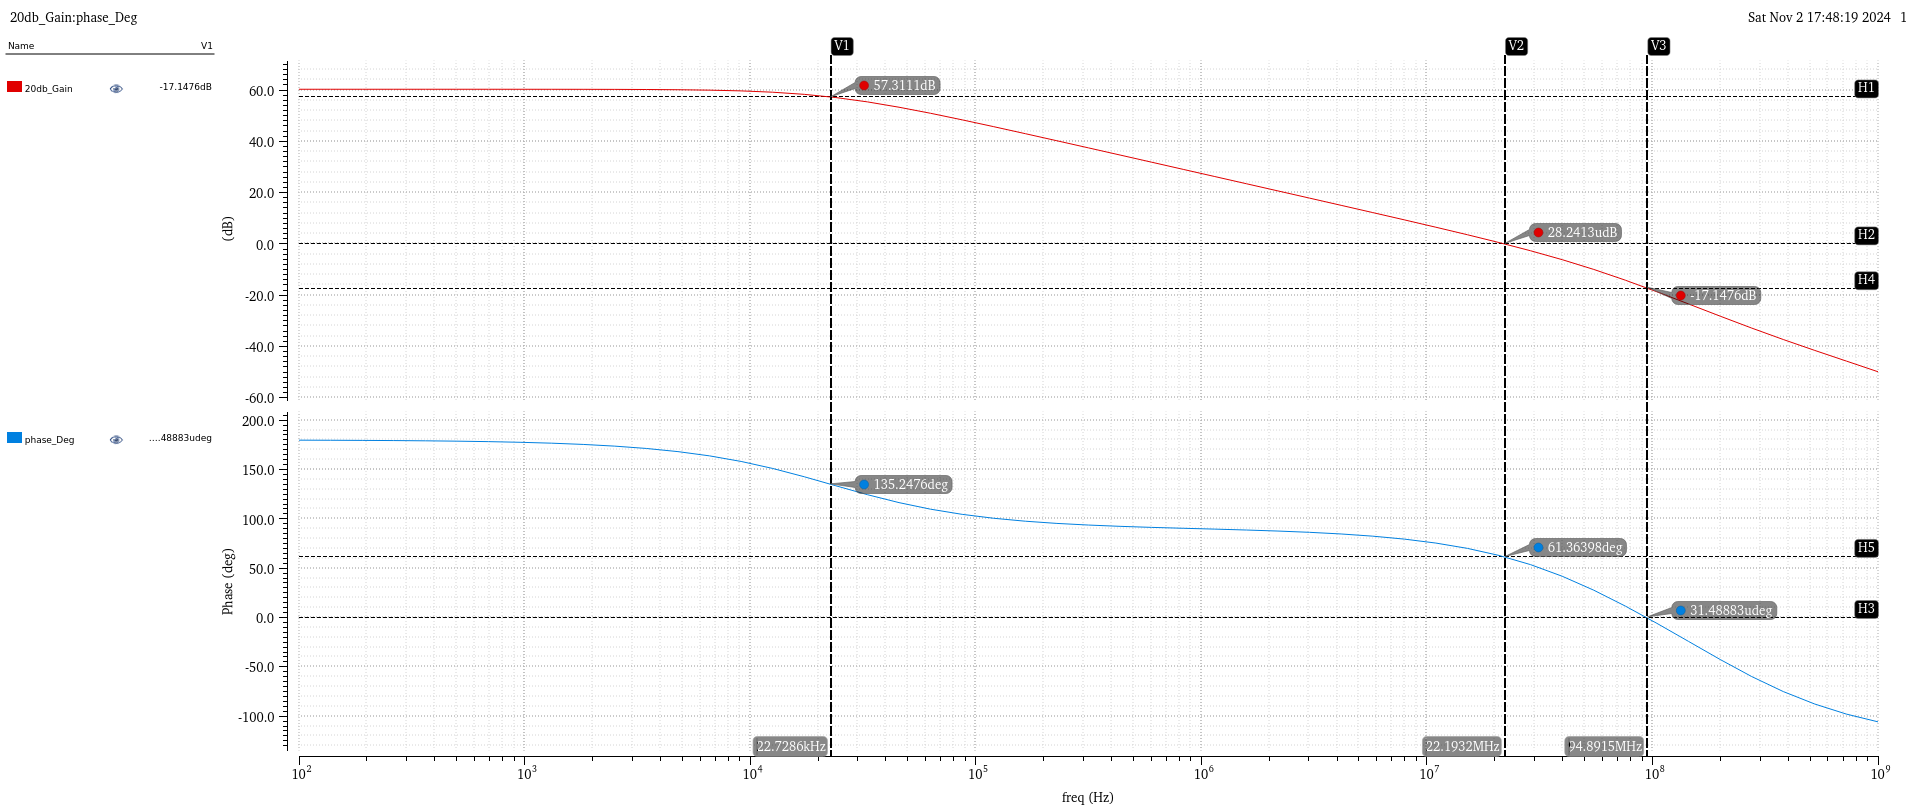 20db_Gain:phase_Deg
Sat Nov 2 17:48:19 2024 1
Name V1
20db_Gain -17.1476dB
phase_Deg ....48883udeg
V1 V2 V3
57.3111dB
28.2413udB
-17.1476dB
H1
H2
H4
60.0
40.0
20.0
0.0
-20.0
-40.0
-60.0
(dB)
135.2476deg
61.36398deg
31.48883udeg
H5
H3
200.0
150.0
100.0
50.0
0.0
-50.0
-100.0
Phase (deg)
22.7286kHz 22.1932MHz 94.8915MHz
10² 10³ 10⁴ 10⁵ 10⁶ 10⁷ 10⁸ 10⁹
freq (Hz)